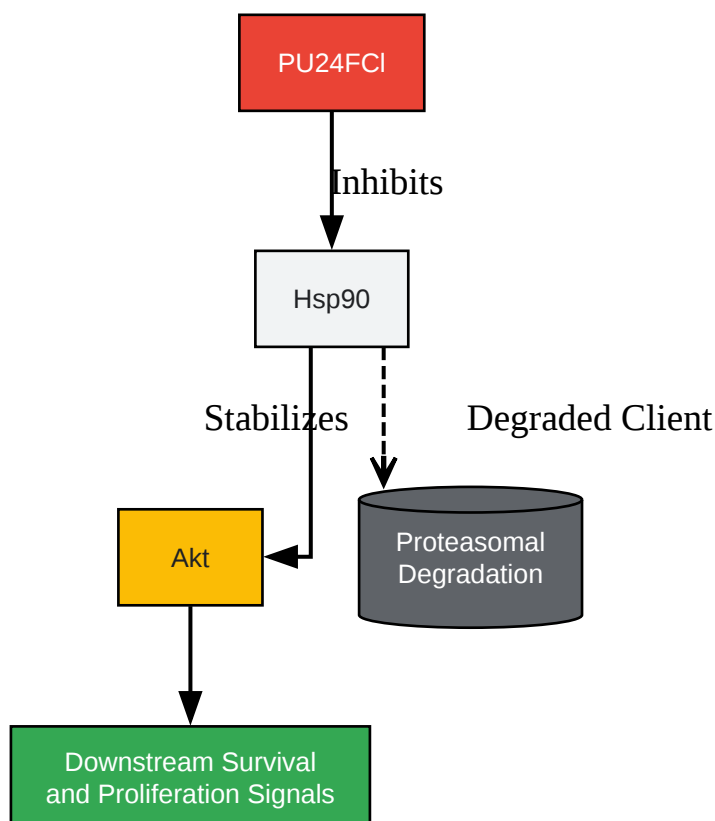 PU24FCl
Inhibits
Hsp90
Stabilizes
Degraded Client
Proteasomal
Degradation
Akt
Downstream Survival
and Proliferation Signals